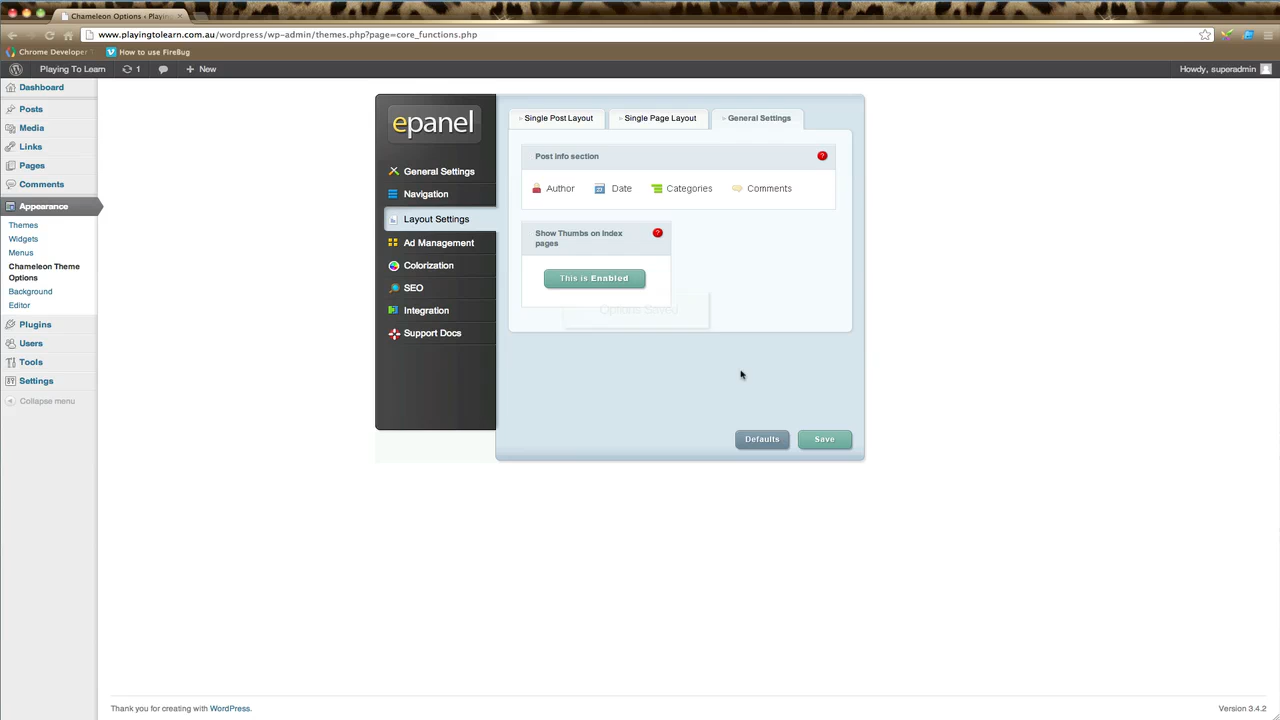 Chameleon Options ‹ Playing
www.playingtolearn.com.au/wordpress/wp-admin/themes.php?page=core_functions.php
Chrome Developer T
How to use FireBug
Playing To Learn
1
New
Howdy, superadmin
Dashboard
Posts
Media
Links
Pages
Comments
Appearance
Themes
Widgets
Menus
Chameleon Theme
Options
Background
Editor
Plugins
Users
Tools
Settings
Collapse menu
epanel
General Settings
Navigation
Layout Settings
Ad Management
Colorization
SEO
Integration
Support Docs
Single Post Layout
Single Page Layout
General Settings
Post info section
?
Author
Date
Categories
Comments
Show Thumbs on Index
pages
?
This is Enabled
Options Saved
Defaults
Save
Thank you for creating with WordPress.
Version 3.4.2